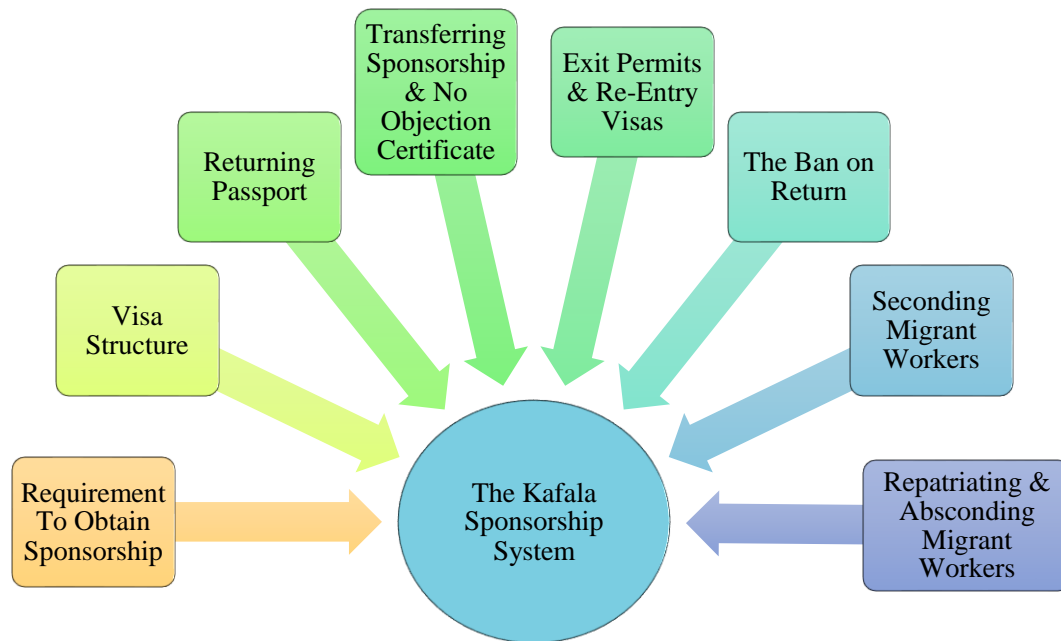 Requirement
To Obtain
Sponsorship
Visa
Structure
Returning
Passport
Transferring
Sponsorship
& No
Objection
Certificate
Exit Permits
& Re-Entry
Visas
The Ban on
Return
Seconding
Migrant
Workers
Repatriating &
Absconding
Migrant
Workers
The Kafala
Sponsorship
System